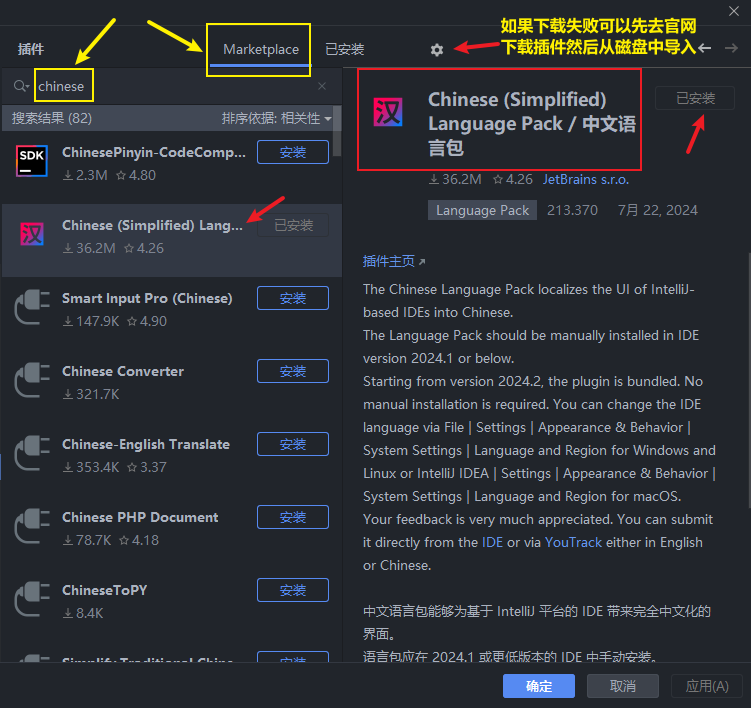 如果下载失败可以先去官网
下载插件然后从磁盘中导入
插件
Marketplace
已安装
chinese
搜索结果 (82)
排序依据: 相关性
SDK
ChinesePinyin-CodeComp...
安装
2.3M 4.80
汉
Chinese (Simplified) Lang...
已安装
36.2M 4.26
Smart Input Pro (Chinese)
安装
147.9K 4.90
Chinese Converter
安装
321.7K
Chinese-English Translate
安装
353.4K 3.37
Chinese PHP Document
安装
78.7K 4.18
ChineseToPY
安装
8.4K
汉
Chinese (Simplified)
Language Pack / 中文语
言包
已安装
36.2M 4.26 JetBrains s.r.o.
Language Pack 213.370 7月 22, 2024
插件主页
The Chinese Language Pack localizes the UI of IntelliJ-
based IDEs into Chinese.
The Language Pack should be manually installed in IDE
version 2024.1 or below.
Starting from version 2024.2, the plugin is bundled. No
manual installation is required. You can change the IDE
language via File | Settings | Appearance & Behavior |
System Settings | Language and Region for Windows and
Linux or IntelliJ IDEA | Settings | Appearance & Behavior |
System Settings | Language and Region for macOS.
Your feedback is very much appreciated. You can submit
it directly from the IDE or via YouTrack either in English
or Chinese.
中文语言包能够为基于 IntelliJ 平台的 IDE 带来完全中文化的
界面。
语言包应在 2024.1 或更低版本的 IDE 中手动安装。
确定
取消
应用(A)